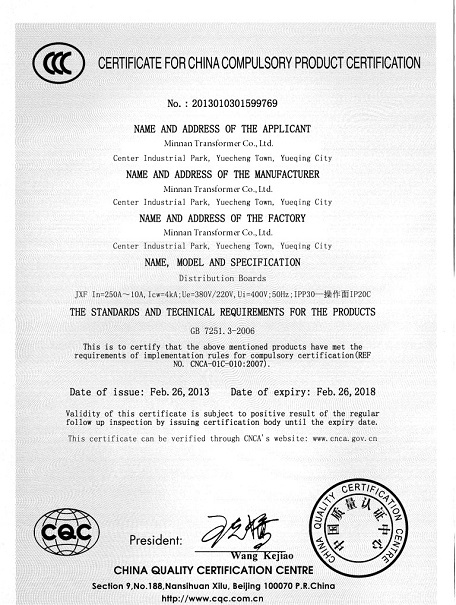 CCC CERTIFICATE FOR CHINA COMPULSORY PRODUCT CERTIFICATION
No. : 2013010301599769
NAME AND ADDRESS OF THE APPLICANT
Minnan Transformer Co., Ltd.
Center Industrial Park, Yuecheng Town, Yueqing City
NAME AND ADDRESS OF THE MANUFACTURER
Minnan Transformer Co., Ltd.
Center Industrial Park, Yuecheng Town, Yueqing City
NAME AND ADDRESS OF THE FACTORY
Minnan Transformer Co., Ltd.
Center Industrial Park, Yuecheng Town, Yueqing City
NAME, MODEL AND SPECIFICATION
Distribution Boards
JXF In=250A～10A,Icw=4kA;Ue=380V/220V,Ui=400V;50Hz;IPP30—操作面IP20C
THE STANDARDS AND TECHNICAL REQUIREMENTS FOR THE PRODUCTS
GB 7251.3-2006
This is to certify that the above mentioned products have met the
requirements of implementation rules for compulsory certification(REF
NO. CNCA-01C-010:2007).
Date of issue: Feb. 26, 2013 Date of expiry: Feb. 26, 2018
Validity of this certificate is subject to positive result of the regular
follow up inspection by issuing certification body until the expiry date.
This certificate can be verified through CNCA's website: www.cnca.gov.cn
CQC
President:
Wang Kejiao
CHINA QUALITY CERTIFICATION CENTRE
中国质量认证中心
CHINA QUALITY CERTIFICATION CENTRE
Section 9, No.188, Nansihuan Xilu, Beijing 100070 P.R.China
http://www.cqc.com.cn